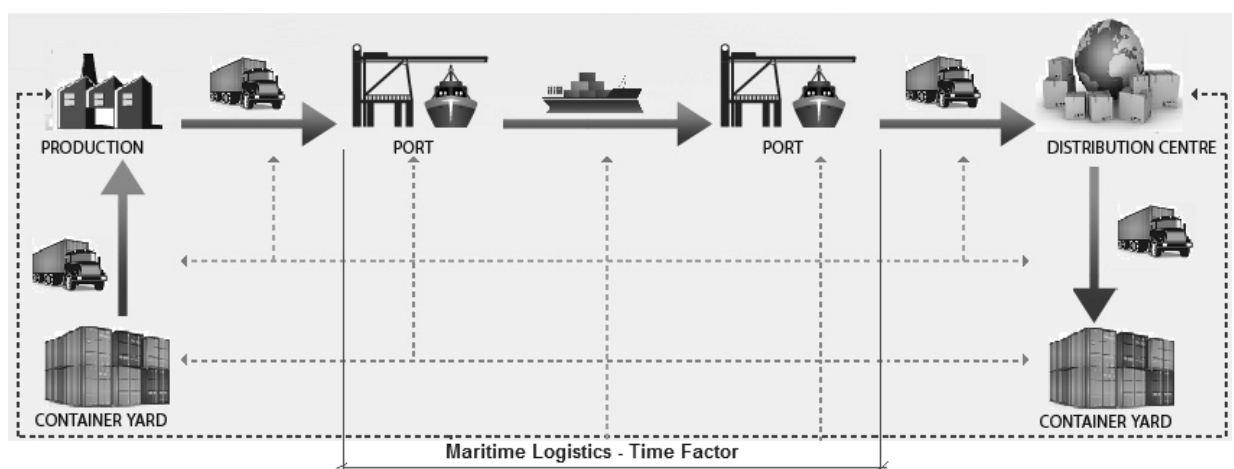 PRODUCTION
PORT
PORT
DISTRIBUTION CENTRE
CONTAINER YARD
CONTAINER YARD
Maritime Logistics - Time Factor